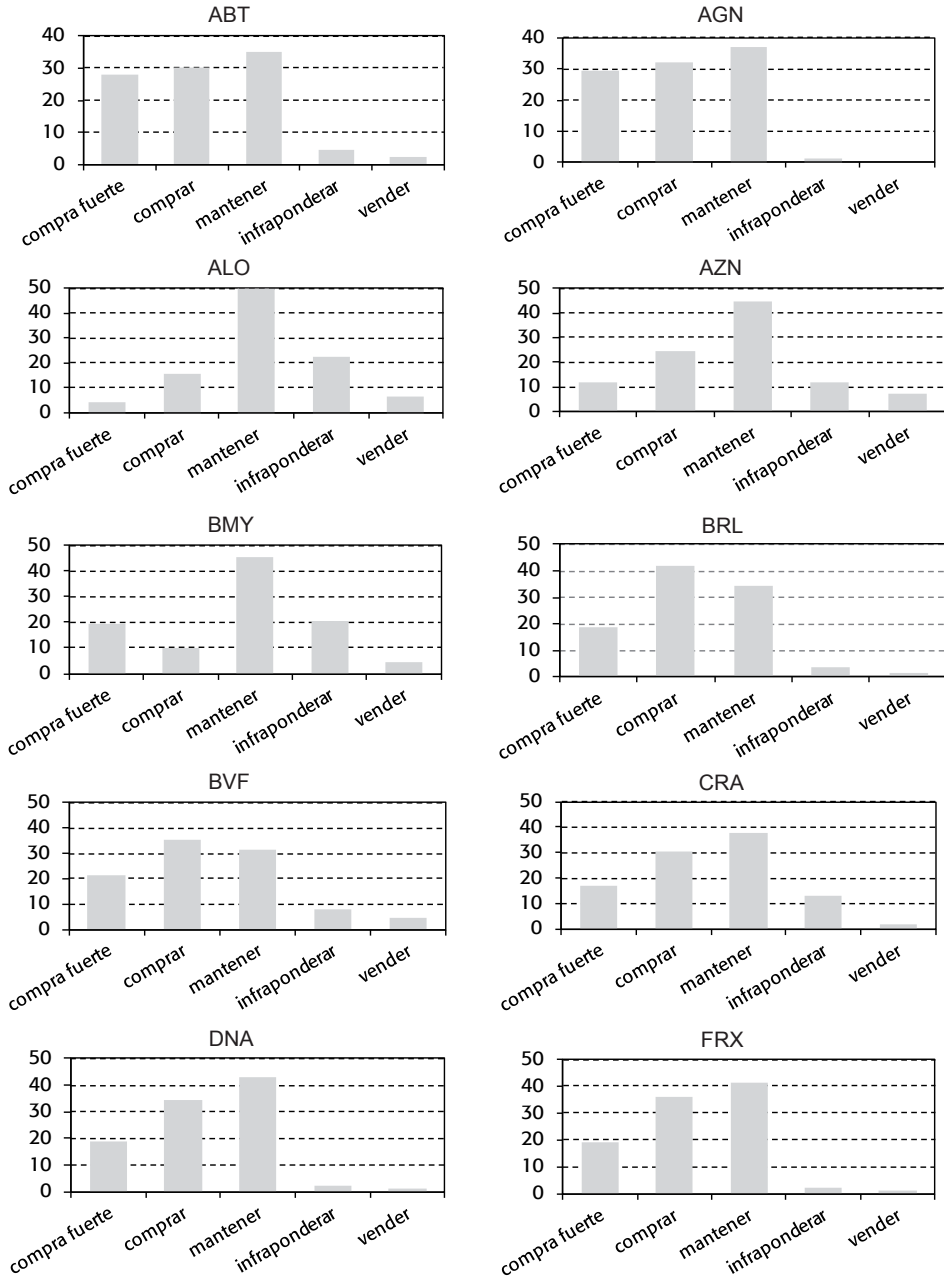 ABT
40
30
20
10
0
compra fuerte
comprar
mantener
infraponderar
vender
AGN
40
30
20
10
0
compra fuerte
comprar
mantener
infraponderar
vender
ALO
50
40
30
20
10
0
compra fuerte
comprar
mantener
infraponderar
vender
AZN
50
40
30
20
10
0
compra fuerte
comprar
mantener
infraponderar
vender
BMY
50
40
30
20
10
0
compra fuerte
comprar
mantener
infraponderar
vender
BRL
50
40
30
20
10
0
compra fuerte
comprar
mantener
infraponderar
vender
BVF
50
40
30
20
10
0
compra fuerte
comprar
mantener
infraponderar
vender
CRA
50
40
30
20
10
0
compra fuerte
comprar
mantener
infraponderar
vender
DNA
50
40
30
20
10
0
compra fuerte
comprar
mantener
infraponderar
vender
FRX
50
40
30
20
10
0
compra fuerte
comprar
mantener
infraponderar
vender